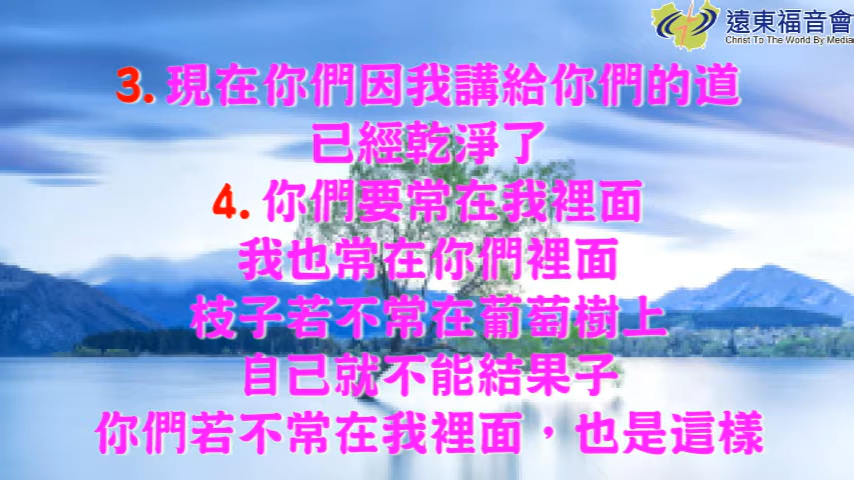 遠東福音會
Christ To The World By Media
3. 現在你們因我講給你們的道
已經乾淨了
4. 你們要常在我裡面
我也常在你們裡面
枝子若不常在葡萄樹上
自己就不能結果子
你們若不常在我裡面，也是這樣